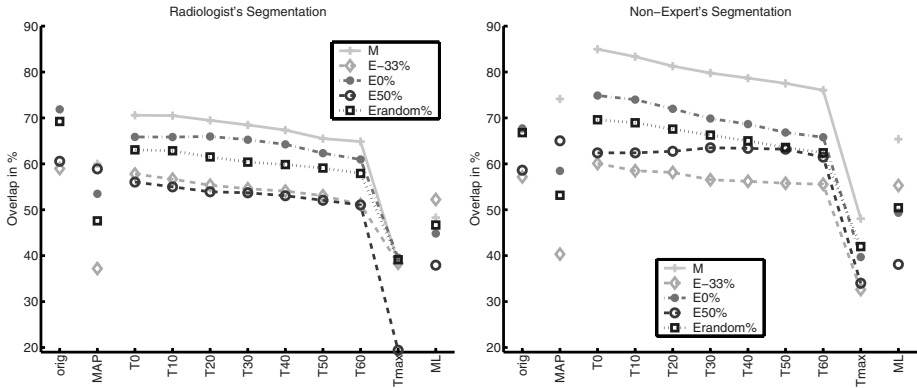 Radiologist's Segmentation
Overlap in %
90
80
70
60
50
40
30
20
M
E−33%
E0%
E50%
Erandom%
orig
MAP
T0
T10
T20
T30
T40
T50
T60
Tmax
ML
Non−Expert's Segmentation
Overlap in %
90
80
70
60
50
40
30
20
M
E−33%
E0%
E50%
Erandom%
orig
MAP
T0
T10
T20
T30
T40
T50
T60
Tmax
ML